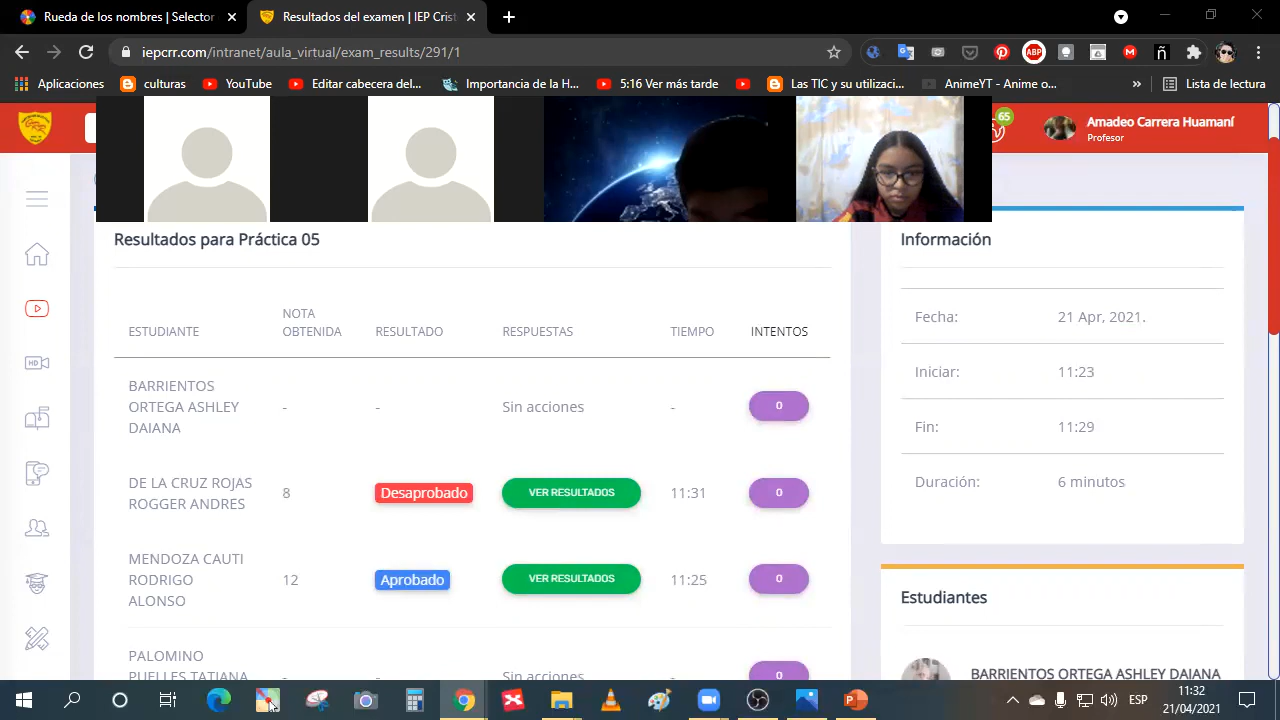 Rueda de los nombres | Selector
Resultados del examen | IEP Crist
iepcrr.com/intranet/aula_virtual/exam_results/291/1
ABP
ñ
Aplicaciones
culturas
YouTube
Editar cabecera del...
Importancia de la H...
5:16 Ver más tarde
Las TIC y su utilizaci...
AnimeYT - Anime o...
»
Lista de lectura
65
Amadeo Carrera Huamaní
Profesor
Resultados para Práctica 05
ESTUDIANTE
NOTA
OBTENIDA
RESULTADO
RESPUESTAS
TIEMPO
INTENTOS
BARRIENTOS
ORTEGA ASHLEY
DAIANA
-
-
Sin acciones
-
0
DE LA CRUZ ROJAS
ROGGER ANDRES
8
Desaprobado
VER RESULTADOS
11:31
0
MENDOZA CAUTI
RODRIGO
ALONSO
12
Aprobado
VER RESULTADOS
11:25
0
PALOMINO
PUELLES TATIANA
-
-
Sin acciones
-
0
Información
Fecha: 21 Apr, 2021.
Iniciar: 11:23
Fin: 11:29
Duración: 6 minutos
Estudiantes
BARRIENTOS ORTEGA ASHLEY DAIANA
HD
ESP
11:32
21/04/2021